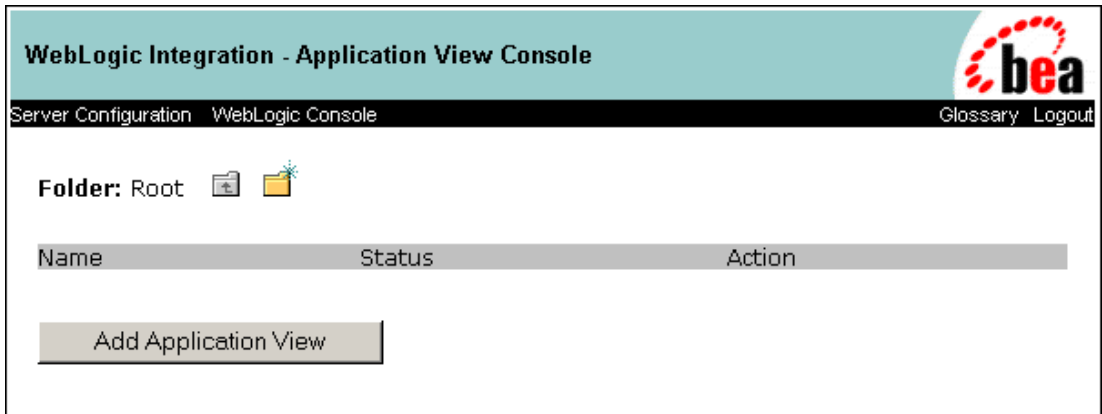 WebLogic Integration - Application View Console
bea
Server Configuration WebLogic Console Glossary Logout
Folder: Root
Name Status Action
Add Application View